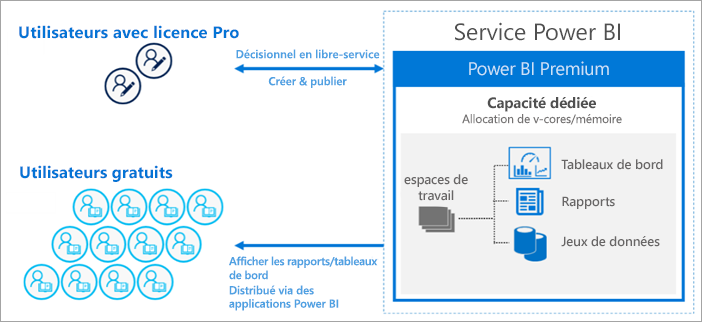 Utilisateurs avec licence Pro
Décisionnel en libre-service
Créer & publier
Service Power BI
Power BI Premium
Capacité dédiée
Allocation de v-cores/mémoire
espaces de
travail
Tableaux de bord
Rapports
Jeux de données
Utilisateurs gratuits
Afficher les rapports/tableaux
de bord
Distribué via des
applications Power BI